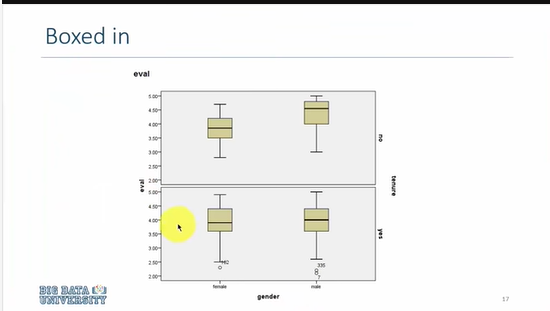 Boxed in
eval
5.00
4.50
4.00
3.50
3.00
2.50
2.00
no
eval
tenure
5.00
4.50
4.00
3.50
3.00
2.50
2.00
yes
335
7
female
male
gender
BIG DATA
UNIVERSITY
17